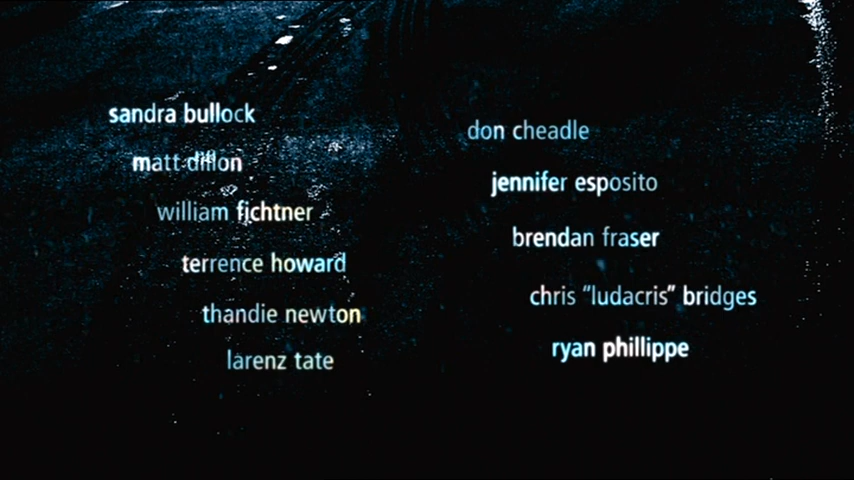 sandra bullock
matt dillon
william fichtner
terrence howard
thandie newton
larenz tate
don cheadle
jennifer esposito
brendan fraser
chris “ludacris” bridges
ryan phillippe